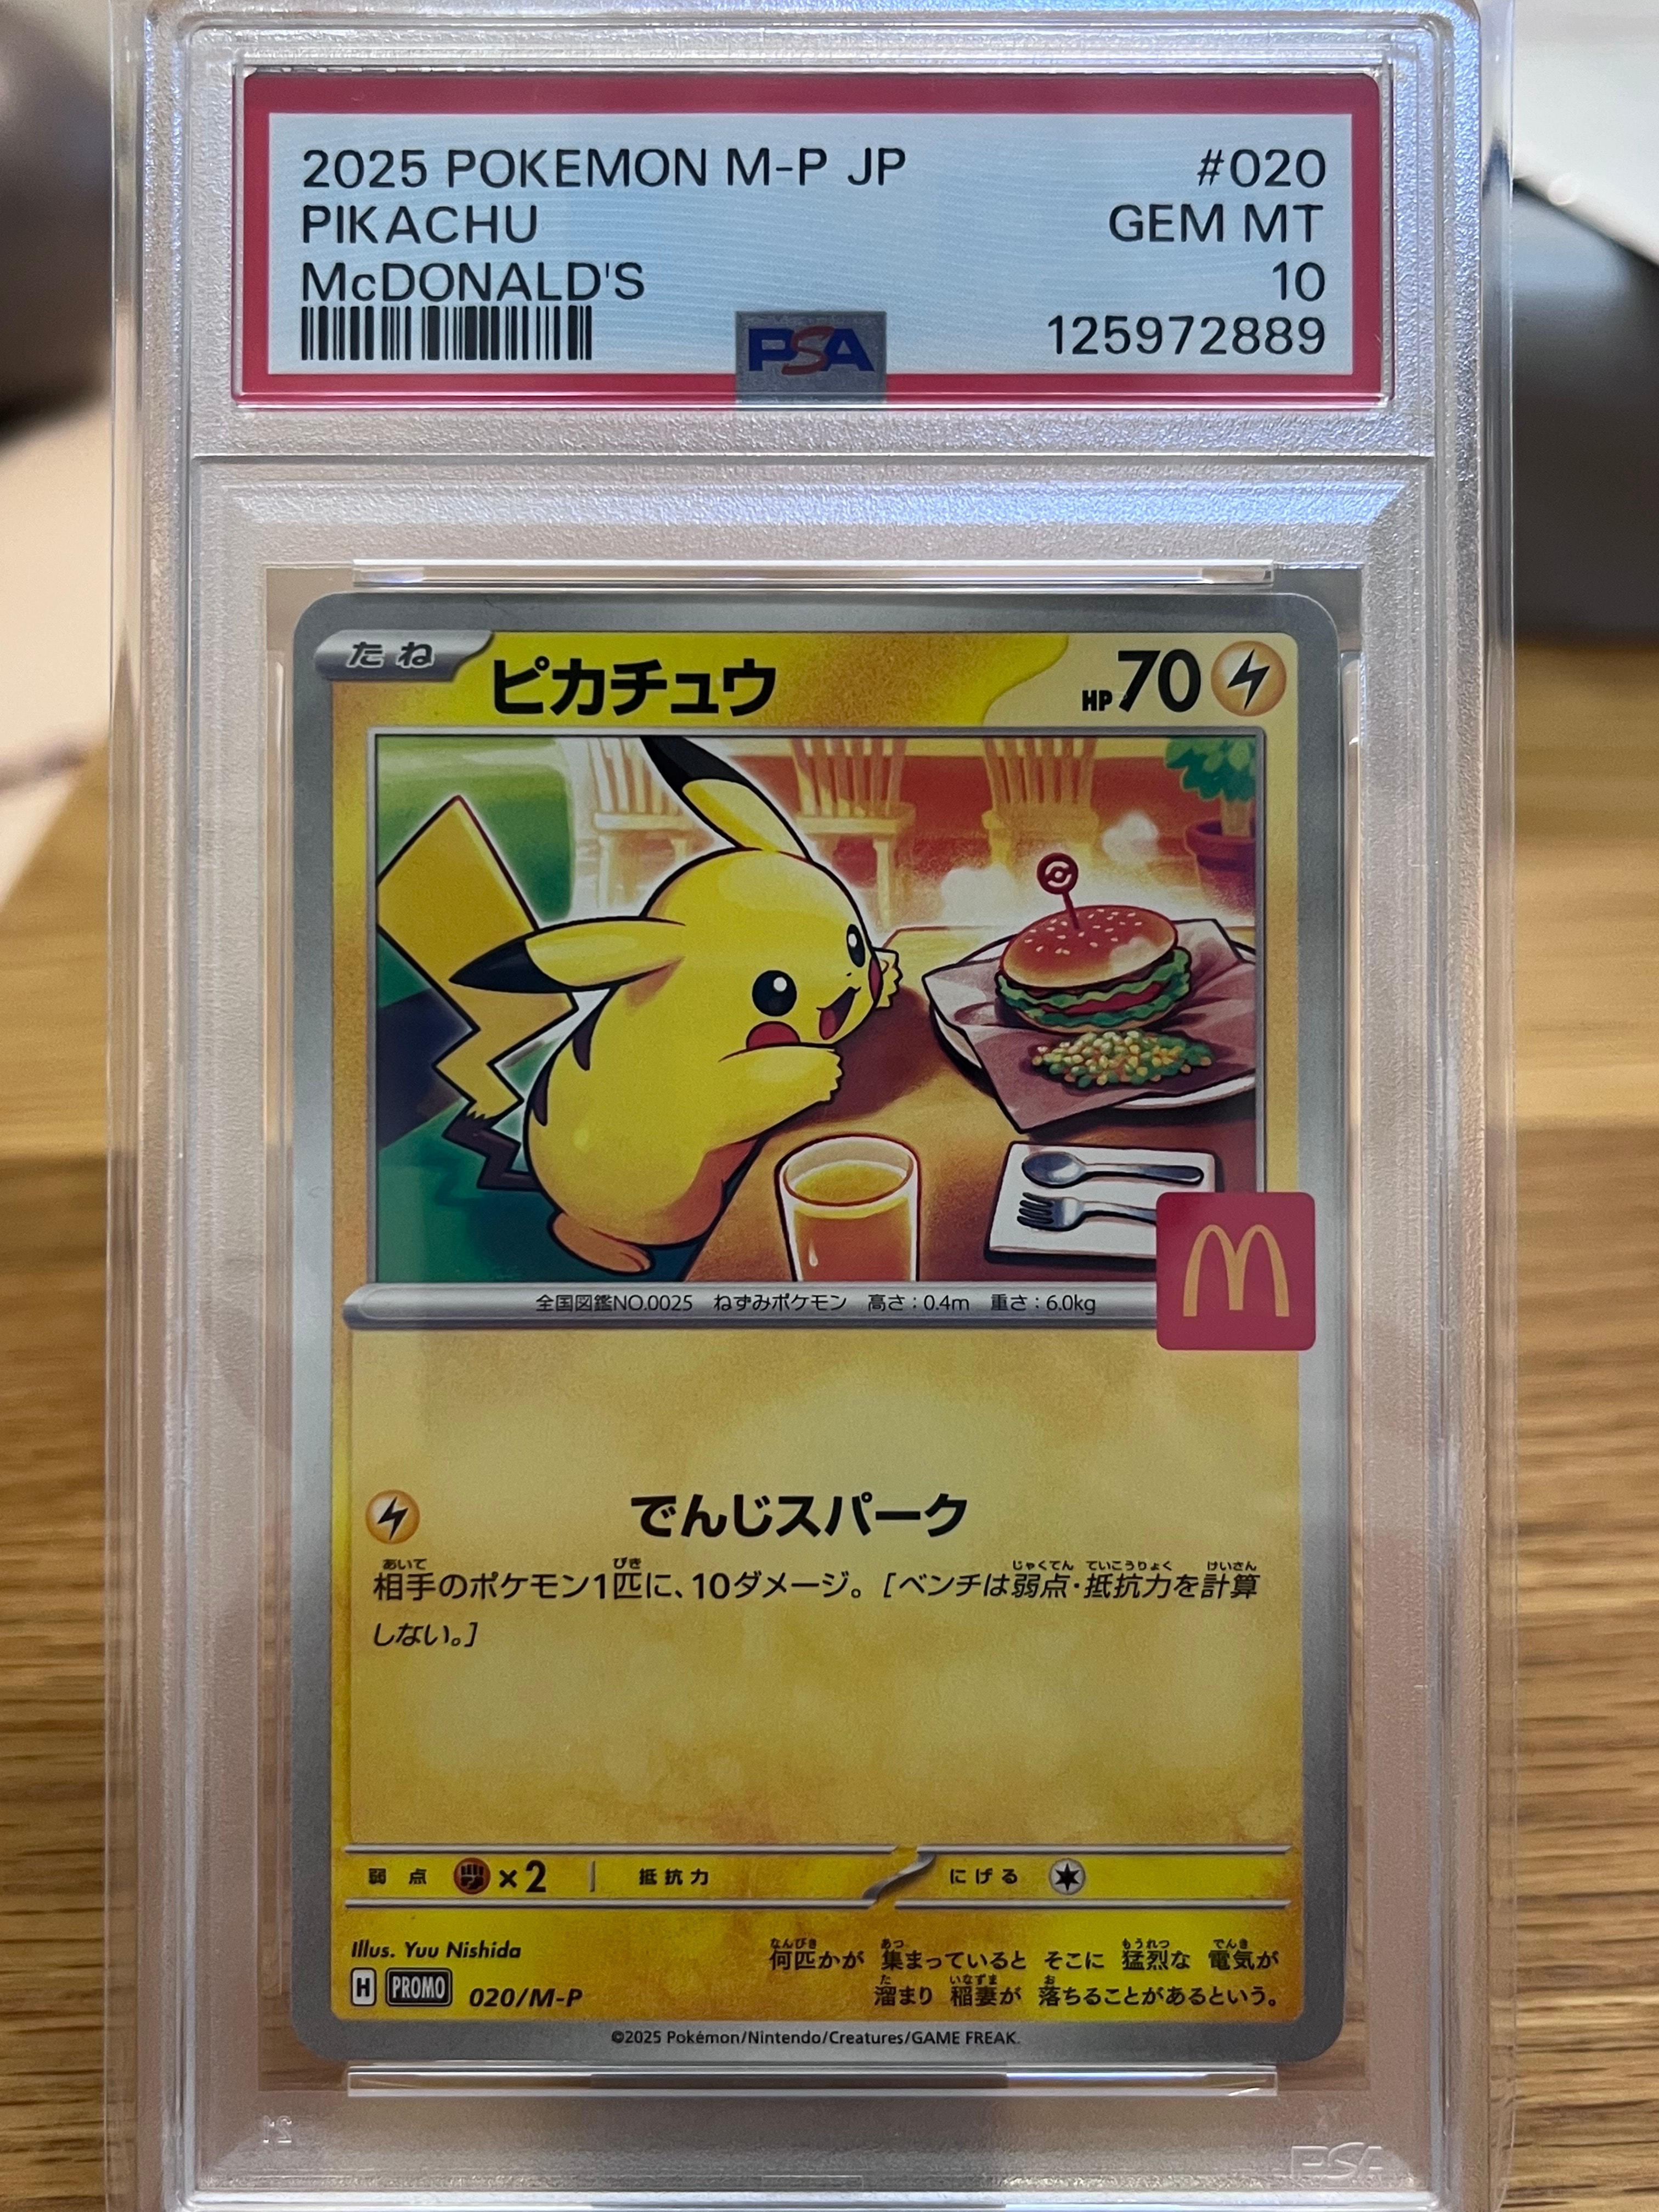 2025 POKEMON M-P JP #020
PIKACHU GEM MT
McDONALD'S 10
PSA 125972889
たね ピカチュウ HP70
全国図鑑NO.0025 ねずみポケモン 高さ:0.4m 重さ:6.0kg
でんじスパーク
相手のポケモン1匹に、10ダメージ。[ベンチは弱点・抵抗力を計算
しない。]
弱点 ×2 抵抗力 にげる
Illus. Yuu Nishida
H PROMO 020/M-P
何匹かが 集まっていると そこに 猛烈な 電気が
溜まり 稲妻が 落ちることがあるという。
©2025 Pokémon/Nintendo/Creatures/GAME FREAK.
PSA